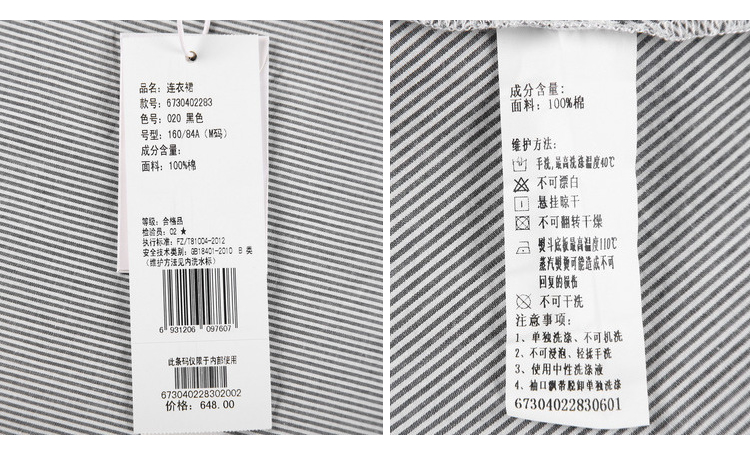 品名：连衣裙
款号：6730402283
色号：020 黑色
号型：160/84A（M码）
成分含量：
面料：100%棉
等级：合格品
检验员：02 ★
执行标准：FZ/T81004-2012
安全技术类别：GB18401-2010 B 类
（维护方法见内洗水标）
6 931206 097607
此条码仅限于内部使用
67304022830 2002
价格：648.00
成分含量：
面料：100%棉
维护方法：
手洗,最高洗涤温度40℃
不可漂白
悬挂晾干
不可翻转干燥
熨斗底板最高温度110℃
蒸汽熨烫可能造成不可
回复的损伤
不可干洗
注意事项：
1、单独洗涤、不可机洗
2、不可浸泡、轻揉手洗
3、使用中性洗涤液
4、袖口飘带脱卸单独洗涤
67304022830601